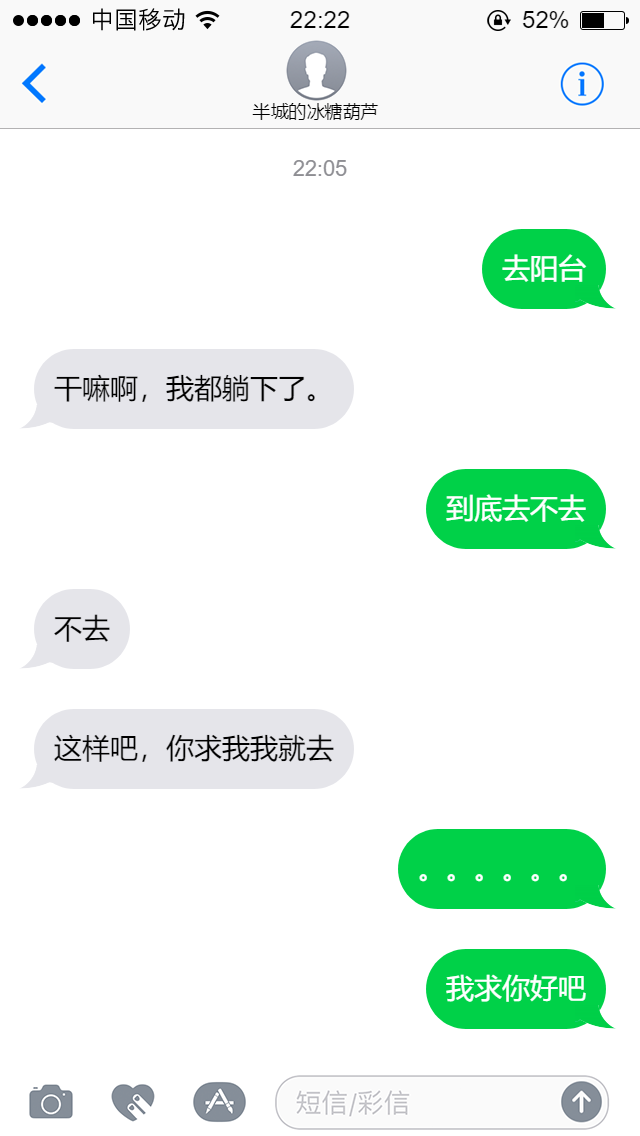 中国移动 22:22 52%
半城的冰糖葫芦
22:05
去阳台
干嘛啊，我都躺下了。
到底去不去
不去
这样吧，你求我我就去
。。。。。。
我求你好吧
短信/彩信